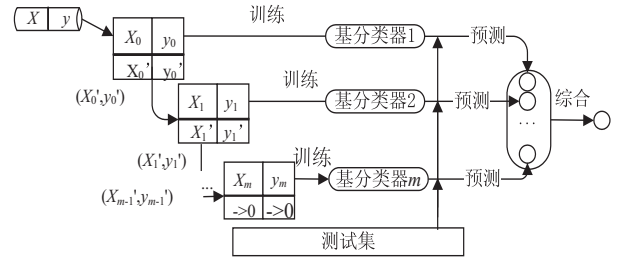 X y
X0 y0 训练 基分类器1 预测
X0' y0'
(X0',y0') X1 y1 训练 基分类器2 预测 综合
X1' y1'
...
(X1',y1') 训练
Xm ym 基分类器m 预测
(Xm-1',ym-1') ...
->0 ->0
测试集